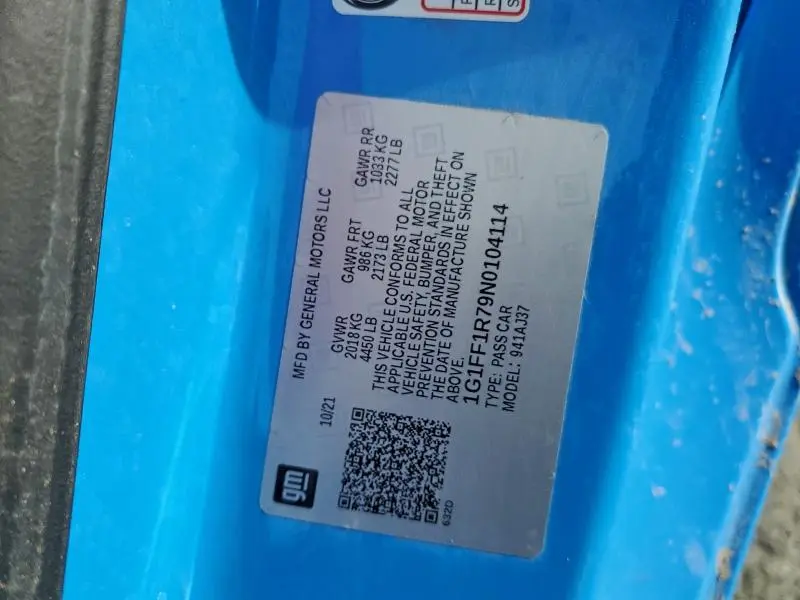 gm
10/21
MFD BY GENERAL MOTORS LLC
GVWR GAWR FRT GAWR RR
2018 KG 986 KG 1033 KG
4450 LB 2173 LB 2277 LB
THIS VEHICLE CONFORMS TO ALL
APPLICABLE U.S. FEDERAL MOTOR
VEHICLE SAFETY, BUMPER, AND THEFT
PREVENTION STANDARDS IN EFFECT ON
THE DATE OF MANUFACTURE SHOWN
ABOVE.
1G1FF1R79N0104114
TYPE: PASS CAR
MODEL: 941AJ37
632D